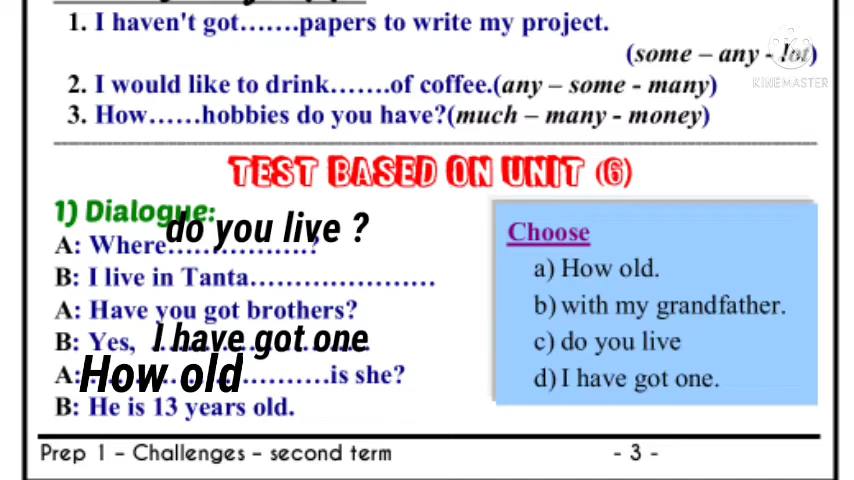 1. I haven't got.......papers to write my project.
(some – any - lot)
2. I would like to drink.......of coffee.(any – some - many)
3. How......hobbies do you have?(much – many - money)
KINEMASTER
TEST BASED ON UNIT (6)
1) Dialogue:
do you live ?
A: Where.................?
B: I live in Tanta......................
A: Have you got brothers?
B: Yes, I have got one
A: How old ..........is she?
B: He is 13 years old.
Choose
a) How old.
b) with my grandfather.
c) do you live
d) I have got one.
Prep 1 – Challenges – second term - 3 -